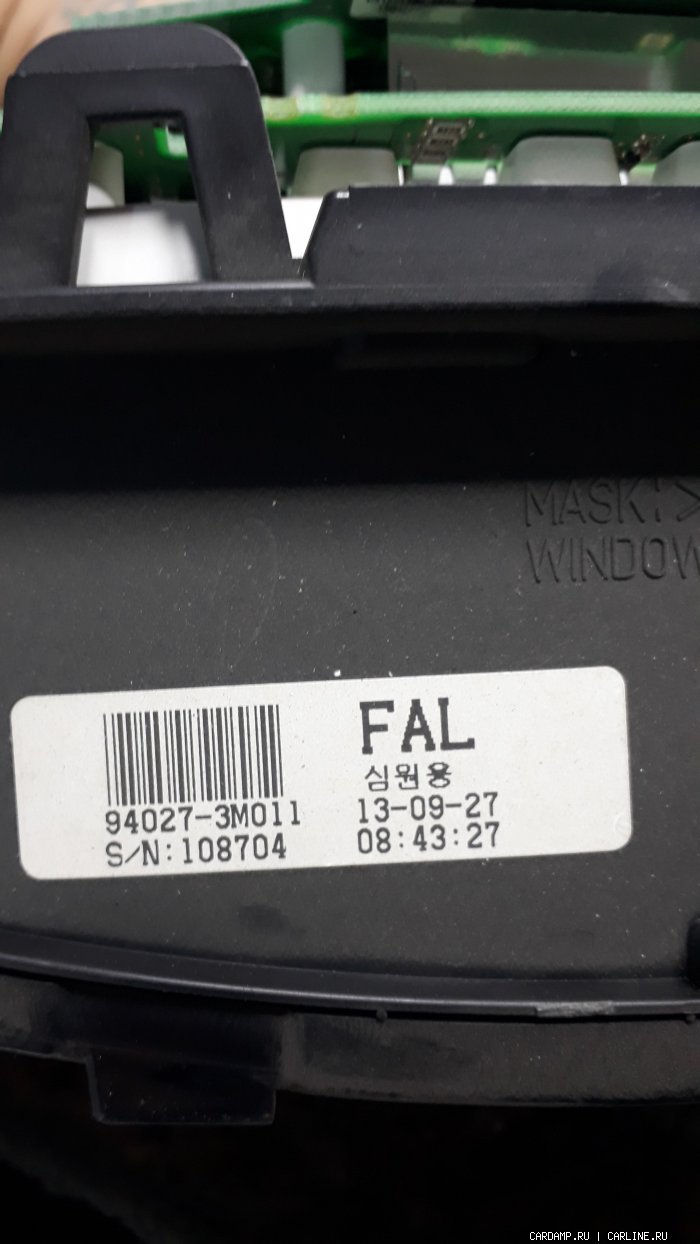 MASK:>
WINDOW
FAL
심원용
94027-3M011
13-09-27
S/N:108704
08:43:27
CARDAMP.RU | CARLINE.RU